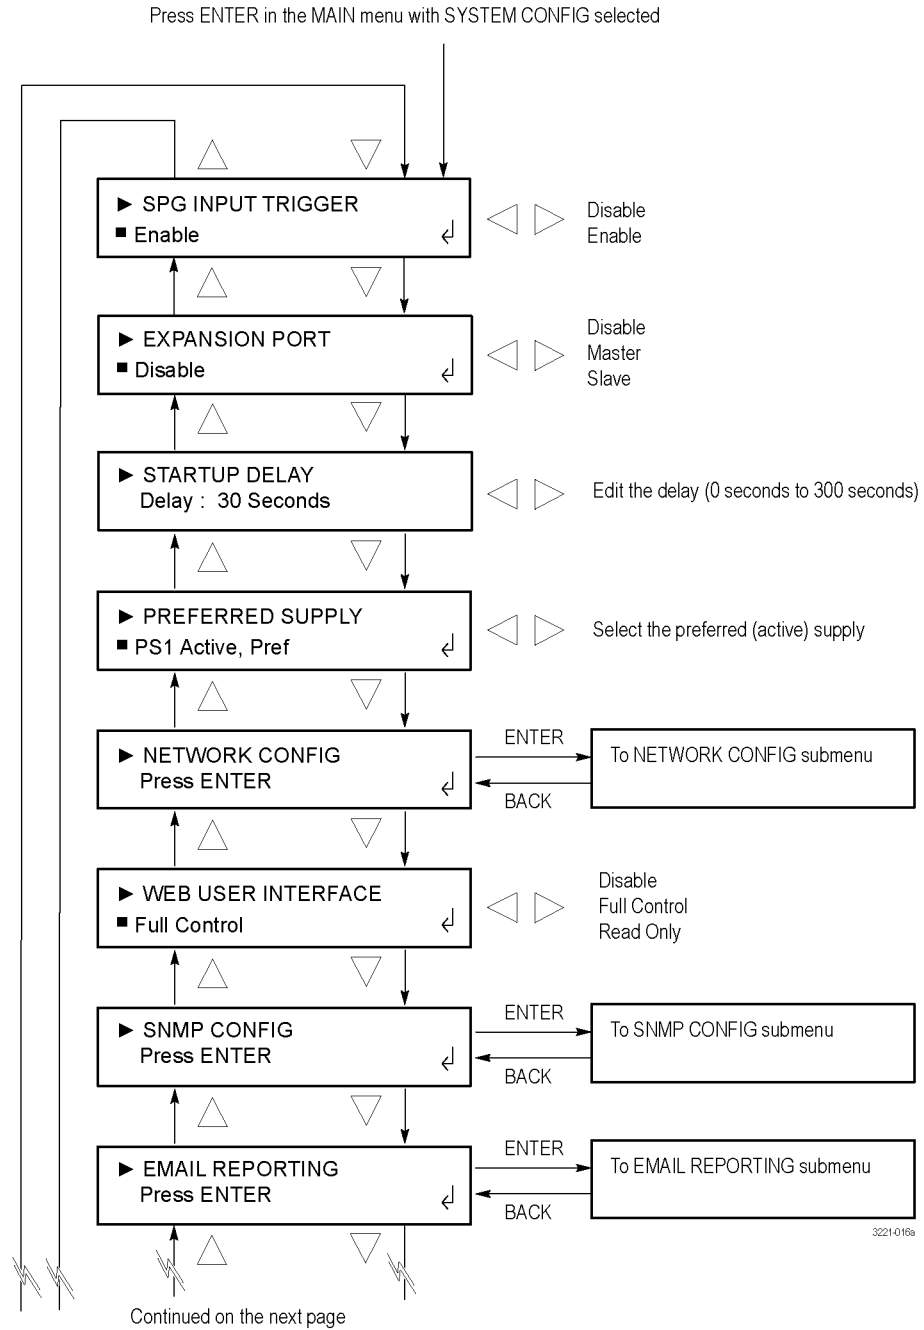 Press ENTER in the MAIN menu with SYSTEM CONFIG selected
► SPG INPUT TRIGGER
■ Enable
Disable
Enable
► EXPANSION PORT
■ Disable
Disable
Master
Slave
► STARTUP DELAY
Delay : 30 Seconds
Edit the delay (0 seconds to 300 seconds)
► PREFERRED SUPPLY
■ PS1 Active, Pref
Select the preferred (active) supply
► NETWORK CONFIG
Press ENTER
ENTER
BACK
To NETWORK CONFIG submenu
► WEB USER INTERFACE
■ Full Control
Disable
Full Control
Read Only
► SNMP CONFIG
Press ENTER
ENTER
BACK
To SNMP CONFIG submenu
► EMAIL REPORTING
Press ENTER
ENTER
BACK
To EMAIL REPORTING submenu
3221-016a
Continued on the next page